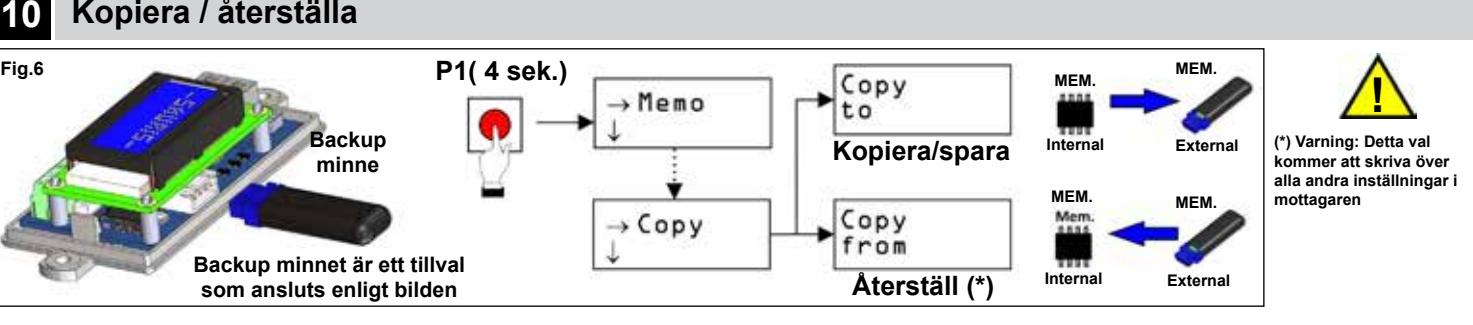 10 Kopiera / återställa
Fig.6
Backup
minne
Backup minnet är ett tillval
som ansluts enligt bilden
P1( 4 sek.)
→ Memo
↓
→ Copy
↓
Copy
to
Kopiera/spara
Copy
from
Återställ (*)
MEM.
Internal
MEM.
External
MEM.
Mem.
Internal
MEM.
External
!
(*) Varning: Detta val
kommer att skriva över
alla andra inställningar i
mottagaren